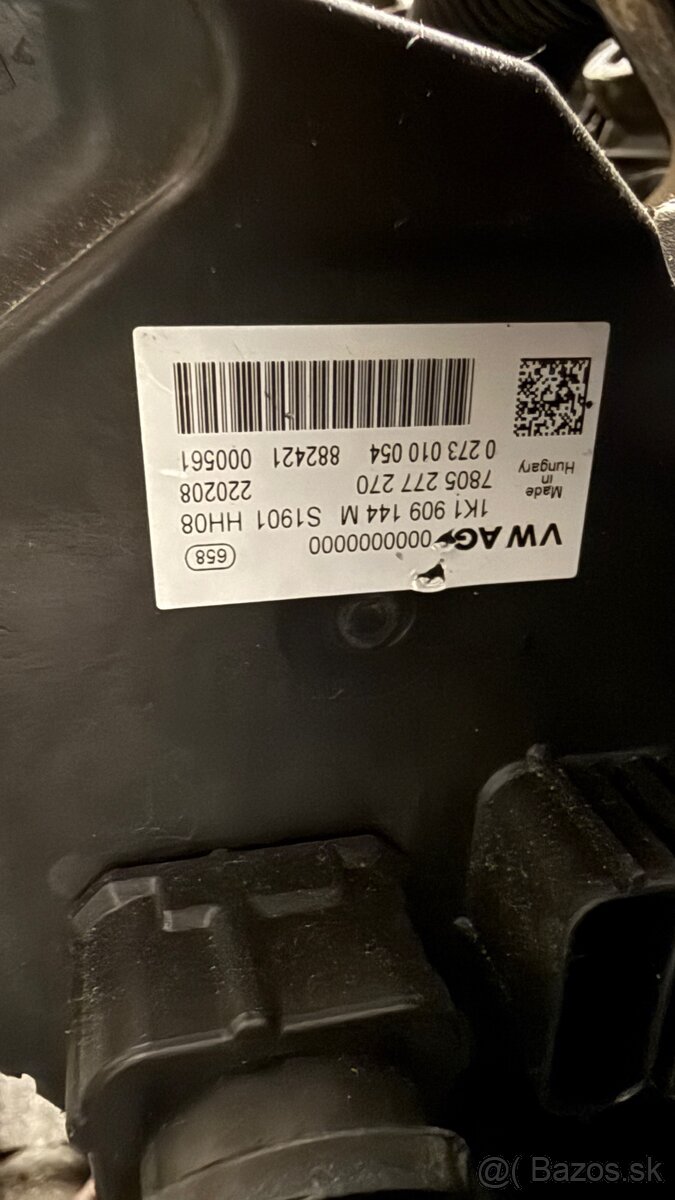 VW AG 000000000 658
1K1 909 144 M S1901 HH08
7805 277 270 220208
0 273 010 054 882421 000561
Made
in
Hungary
@( Bazos.sk